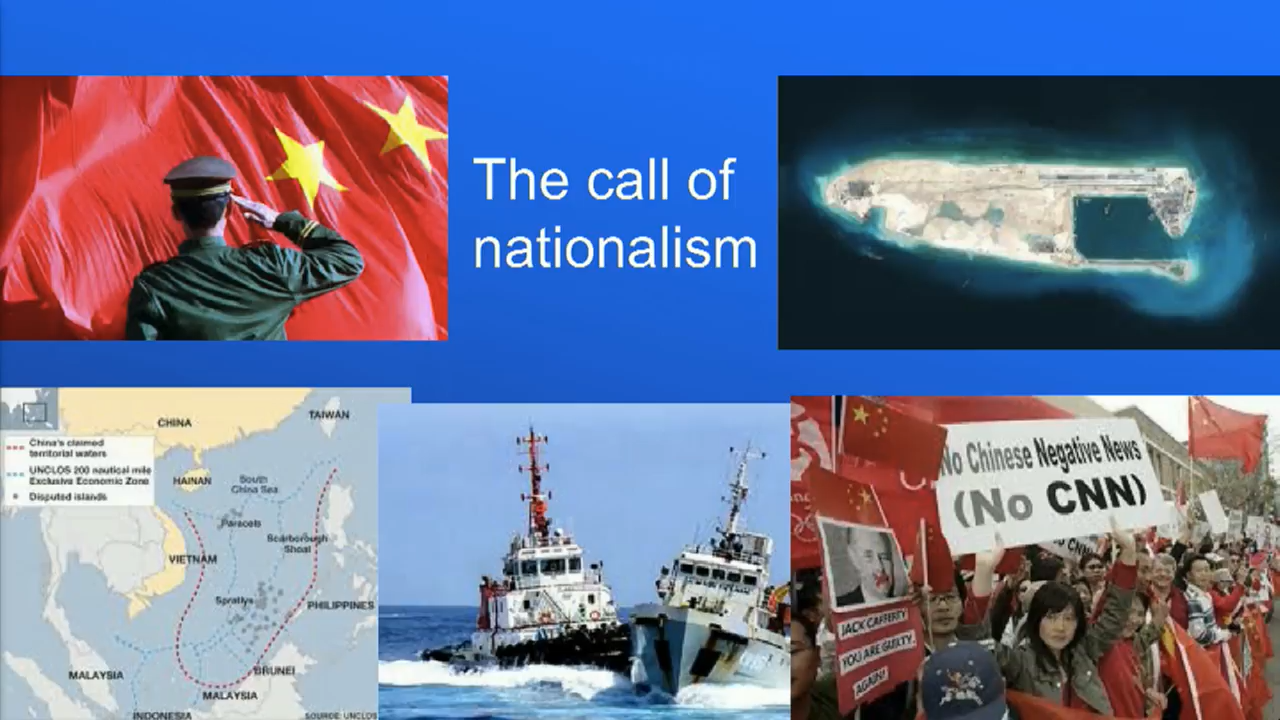 The call of
nationalism
CHINA
TAIWAN
China's claimed
territorial waters
UNCLOS 200 nautical mile
Exclusive Economic Zone
Disputed islands
HAINAN
South
China Sea
Paracels
Scarborough
Shoal
VIETNAM
Spratlys
PHILIPPINES
MALAYSIA
BRUNEI
MALAYSIA
INDONESIA
SOURCE: UNCLOS
No Chinese Negative News
(No CNN)
JACK CAFFERTY
YOU ARE GUILTY
AGAIN!